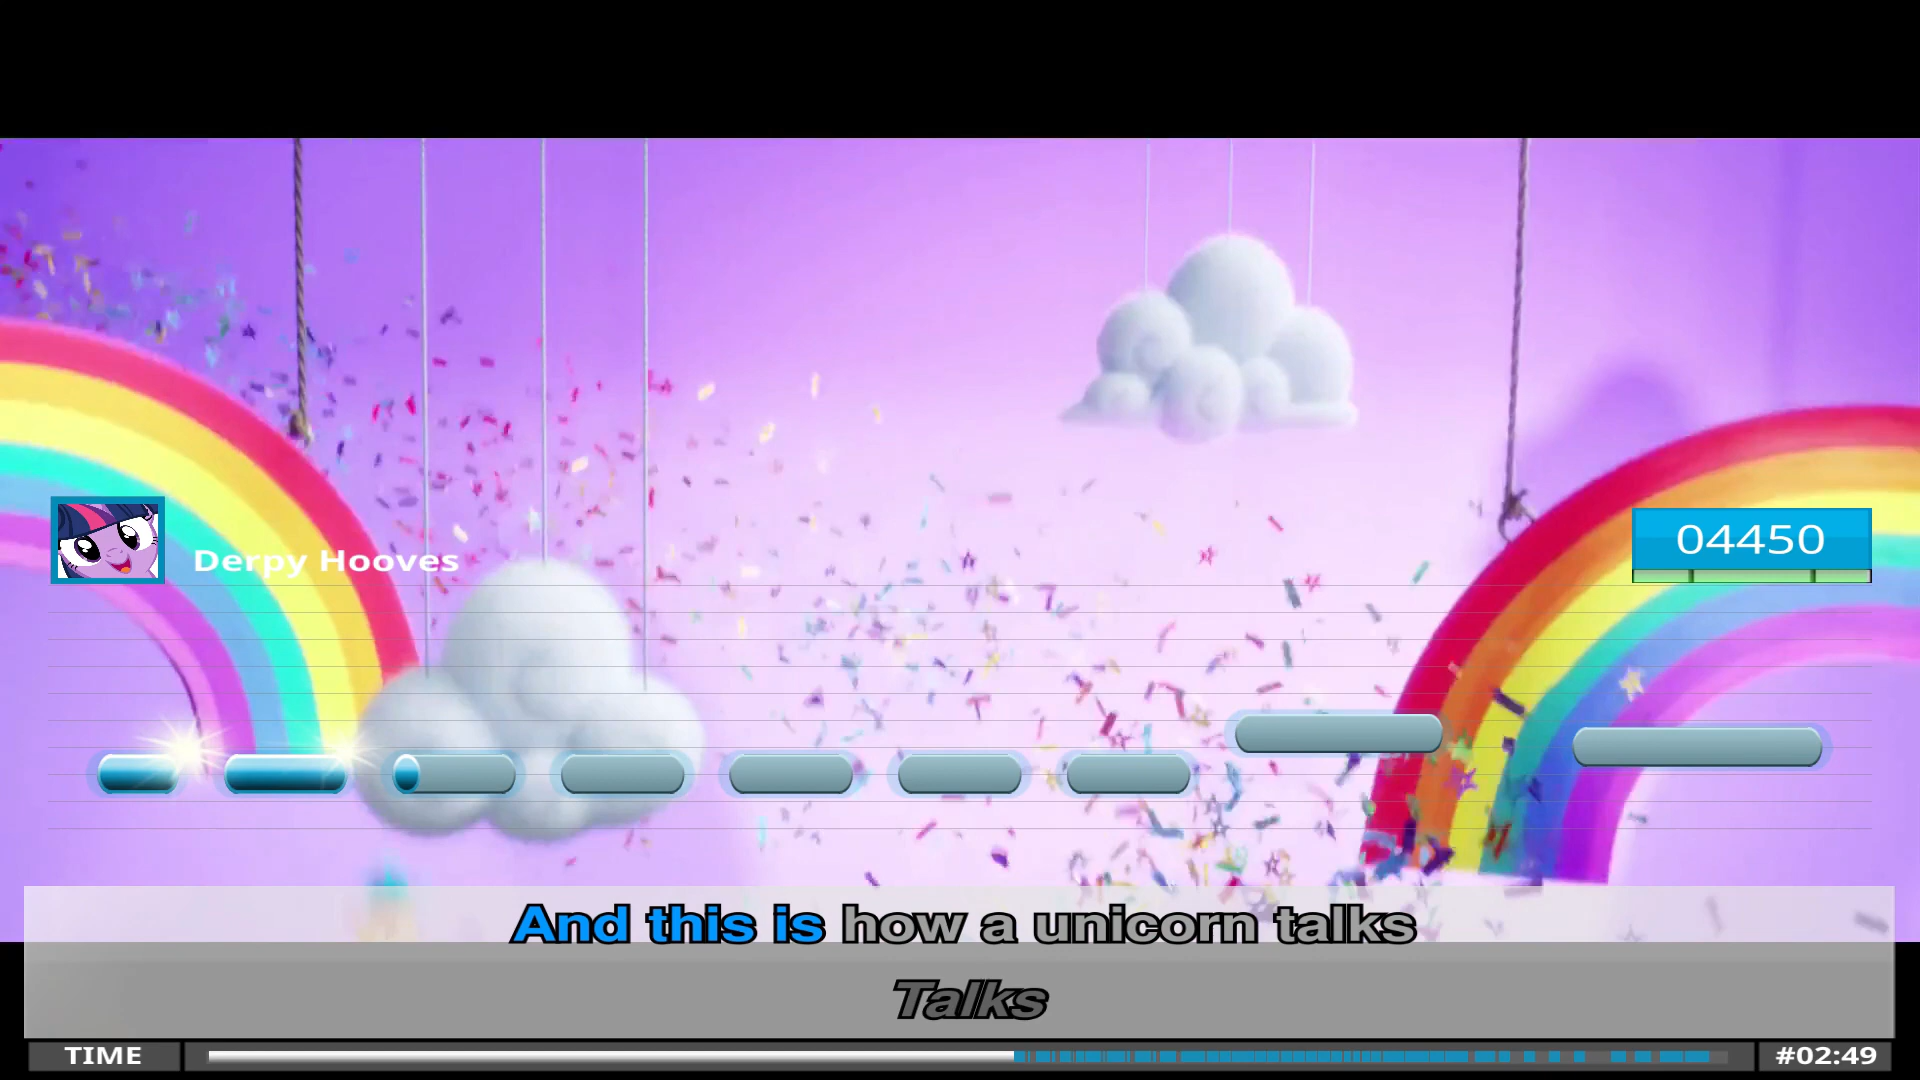 Derpy Hooves
04450
And this is how a unicorn talks
Talks
TIME
#02:49